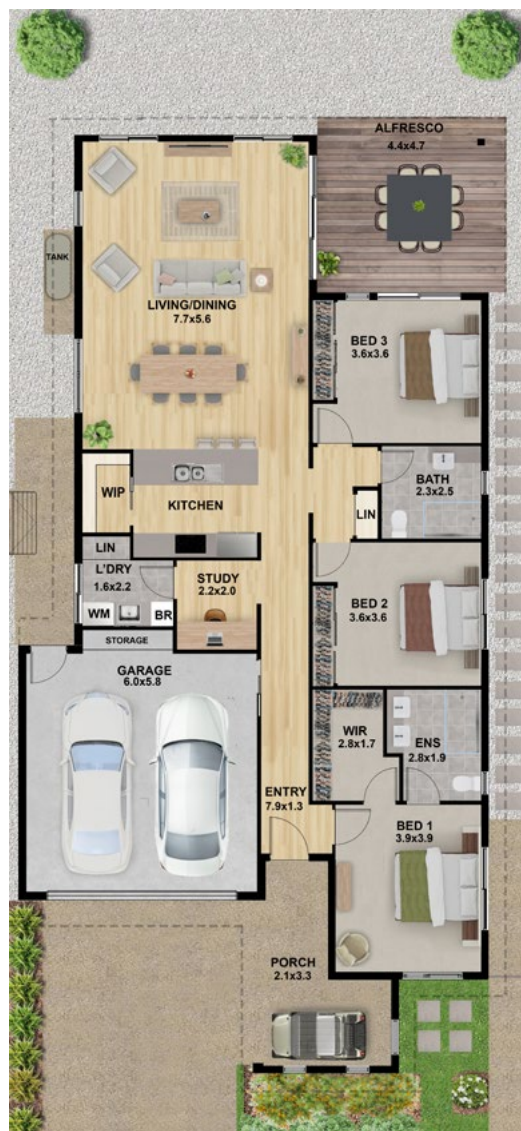 ALFRESCO
4.4x4.7
TANK
LIVING/DINING
7.7x5.6
BED 3
3.6x3.6
WIP
KITCHEN
BATH
2.3x2.5
LIN
LIN
L'DRY
1.6x2.2
WM
BR
STUDY
2.2x2.0
BED 2
3.6x3.6
STORAGE
GARAGE
6.0x5.8
WIR
2.8x1.7
ENS
2.8x1.9
ENTRY
7.9x1.3
BED 1
3.9x3.9
PORCH
2.1x3.3